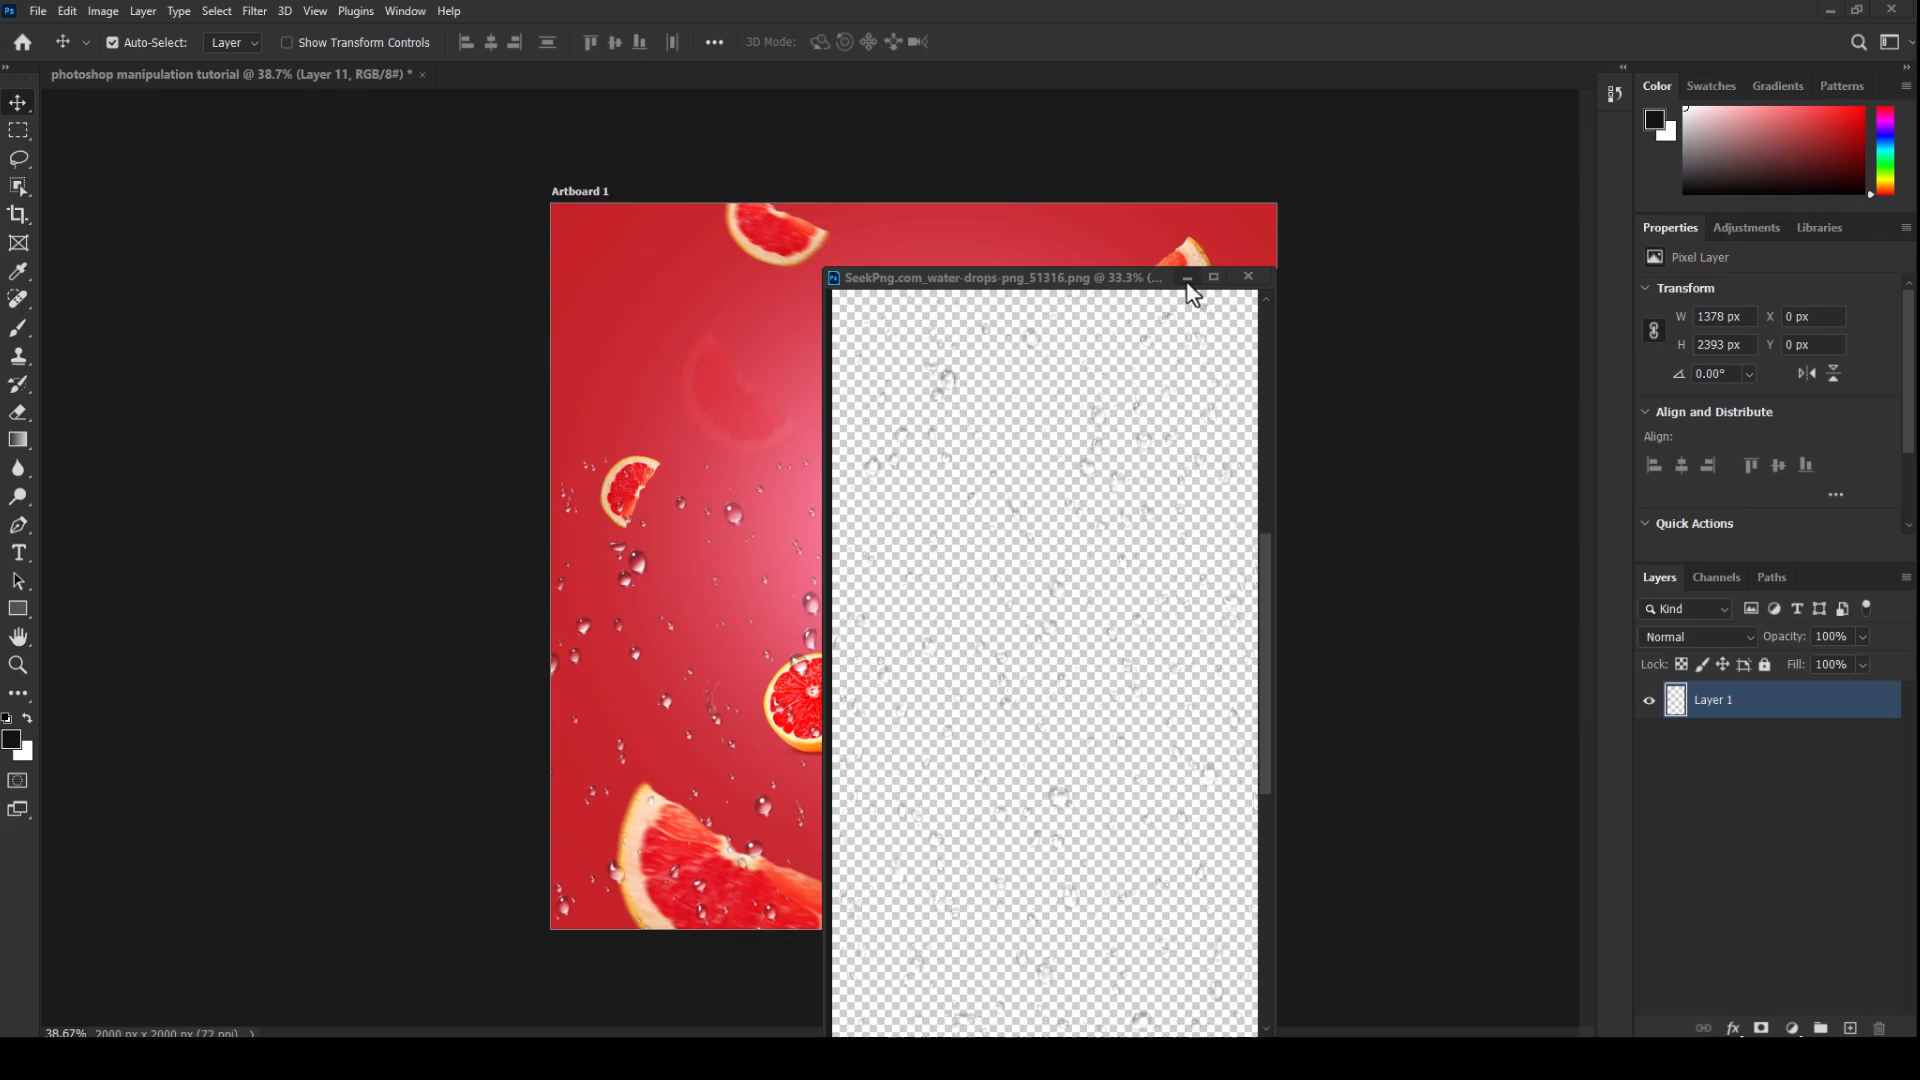 Ps File Edit Image Layer Type Select Filter 3D View Plugins Window Help
Auto-Select: Layer Show Transform Controls 3D Mode:
photoshop manipulation tutorial @ 38.7% (Layer 11, RGB/8#) *
Color Swatches Gradients Patterns
Artboard 1
Properties Adjustments Libraries
Pixel Layer
Ps SeekPng.com_water-drops-png_51316.png @ 33.3% (...
Transform
W 1378 px X 0 px
H 2393 px Y 0 px
0.00°
Align and Distribute
Align:
Quick Actions
Layers Channels Paths
Kind
Normal Opacity: 100%
Lock: Fill: 100%
Layer 1
fx
38.67% 2000 px x 2000 px (72 ppi)